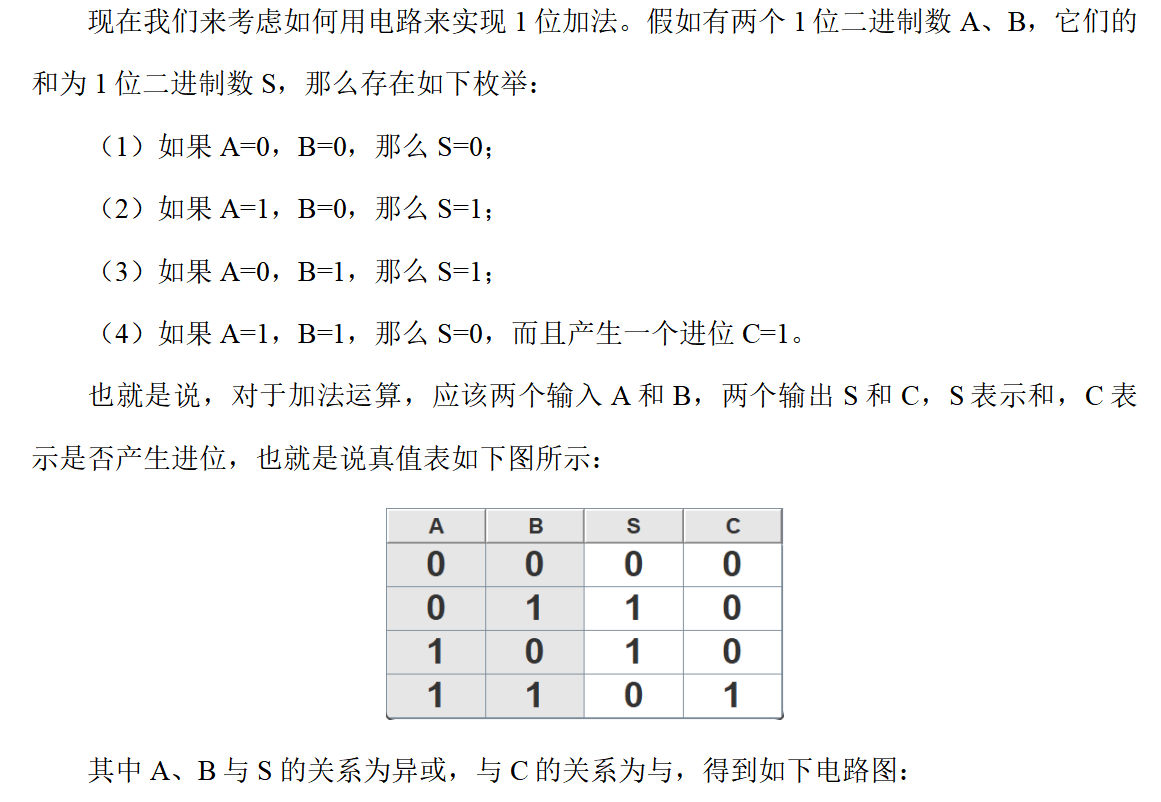 现在我们来考虑如何用电路来实现 1 位加法。假如有两个 1 位二进制数 A、B，它们的
和为 1 位二进制数 S，那么存在如下枚举：
（1）如果 A=0，B=0，那么 S=0；
（2）如果 A=1，B=0，那么 S=1；
（3）如果 A=0，B=1，那么 S=1；
（4）如果 A=1，B=1，那么 S=0，而且产生一个进位 C=1。
也就是说，对于加法运算，应该两个输入 A 和 B，两个输出 S 和 C，S 表示和，C 表
示是否产生进位，也就是说真值表如下图所示：
A B S C
0 0 0 0
0 1 1 0
1 0 1 0
1 1 0 1
其中 A、B 与 S 的关系为异或，与 C 的关系为与，得到如下电路图：